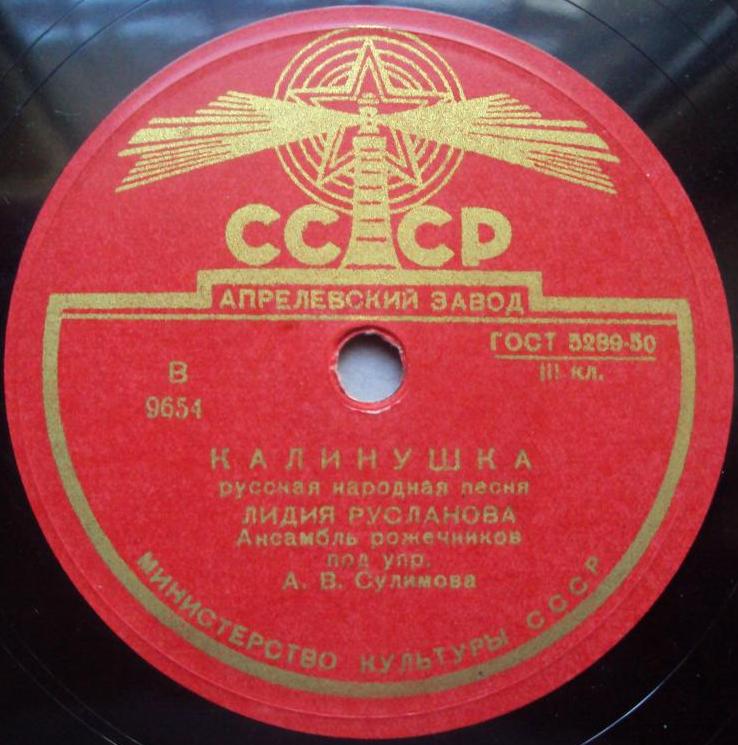 СССР
АПРЕЛЕВСКИЙ ЗАВОД
ГОСТ 5289-50
III кл.
В
9654
КАЛИНУШКА
русская народная песня
ЛИДИЯ РУСЛАНОВА
Ансамбль рожечников
под упр.
А. В. Сулимова
МИНИСТЕРСТВО КУЛЬТУРЫ СССР